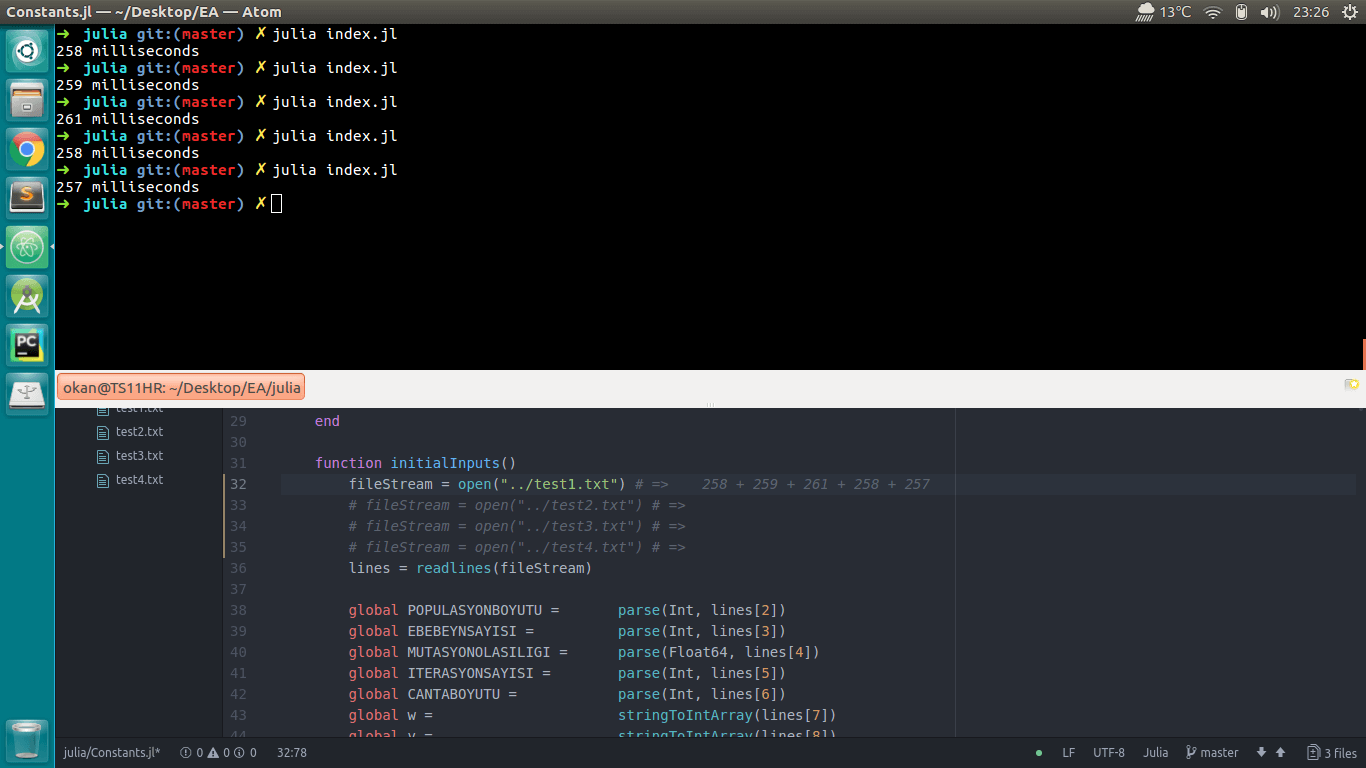 Constants.jl — ~/Desktop/EA — Atom 13°C 23:26
➜ julia git:(master) ✗ julia index.jl
258 milliseconds
➜ julia git:(master) ✗ julia index.jl
259 milliseconds
➜ julia git:(master) ✗ julia index.jl
261 milliseconds
➜ julia git:(master) ✗ julia index.jl
258 milliseconds
➜ julia git:(master) ✗ julia index.jl
257 milliseconds
➜ julia git:(master) ✗
S
PC
okan@TS11HR: ~/Desktop/EA/julia
test1.txt
test2.txt
test3.txt
test4.txt
29 end
30
31 function initialInputs()
32 fileStream = open("../test1.txt") # => 258 + 259 + 261 + 258 + 257
33 # fileStream = open("../test2.txt") # =>
34 # fileStream = open("../test3.txt") # =>
35 # fileStream = open("../test4.txt") # =>
36 lines = readlines(fileStream)
37
38 global POPULASYONBOYUTU = parse(Int, lines[2])
39 global EBEBEYNSAYISI = parse(Int, lines[3])
40 global MUTASYONOLASILIGI = parse(Float64, lines[4])
41 global ITERASYONSAYISI = parse(Int, lines[5])
42 global CANTABOYUTU = parse(Int, lines[6])
43 global w = stringToIntArray(lines[7])
44 global v = stringToIntArray(lines[8])
julia/Constants.jl* 0 0 0 32:78 LF UTF-8 Julia master 3 files